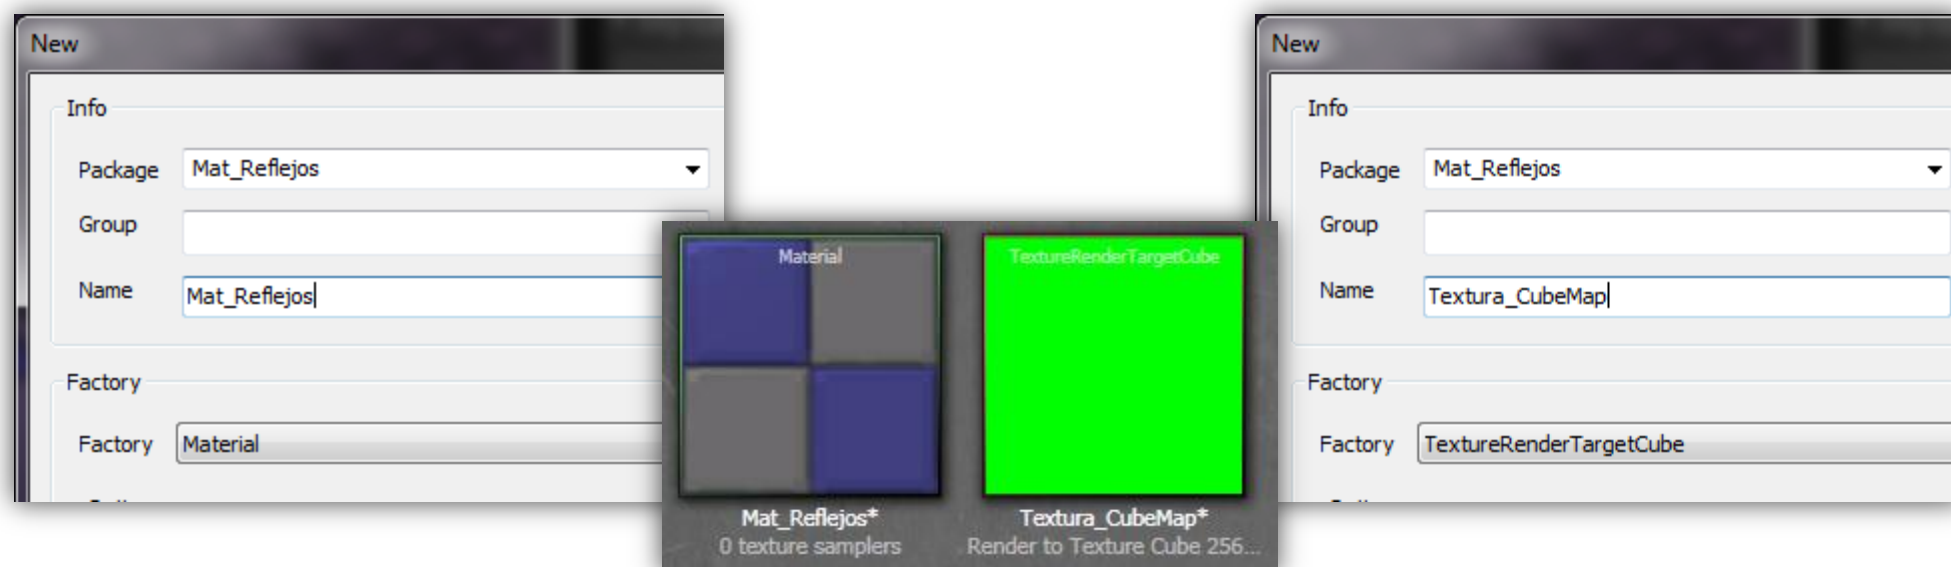 New
Info
Package Mat_Reflejos
Group
Name Mat_Reflejos
Factory
Factory Material
Material
TextureRenderTargetCube
Mat_Reflejos*
0 texture samplers
Textura_CubeMap*
Render to Texture Cube 256...
New
Info
Package Mat_Reflejos
Group
Name Textura_CubeMap
Factory
Factory TextureRenderTargetCube